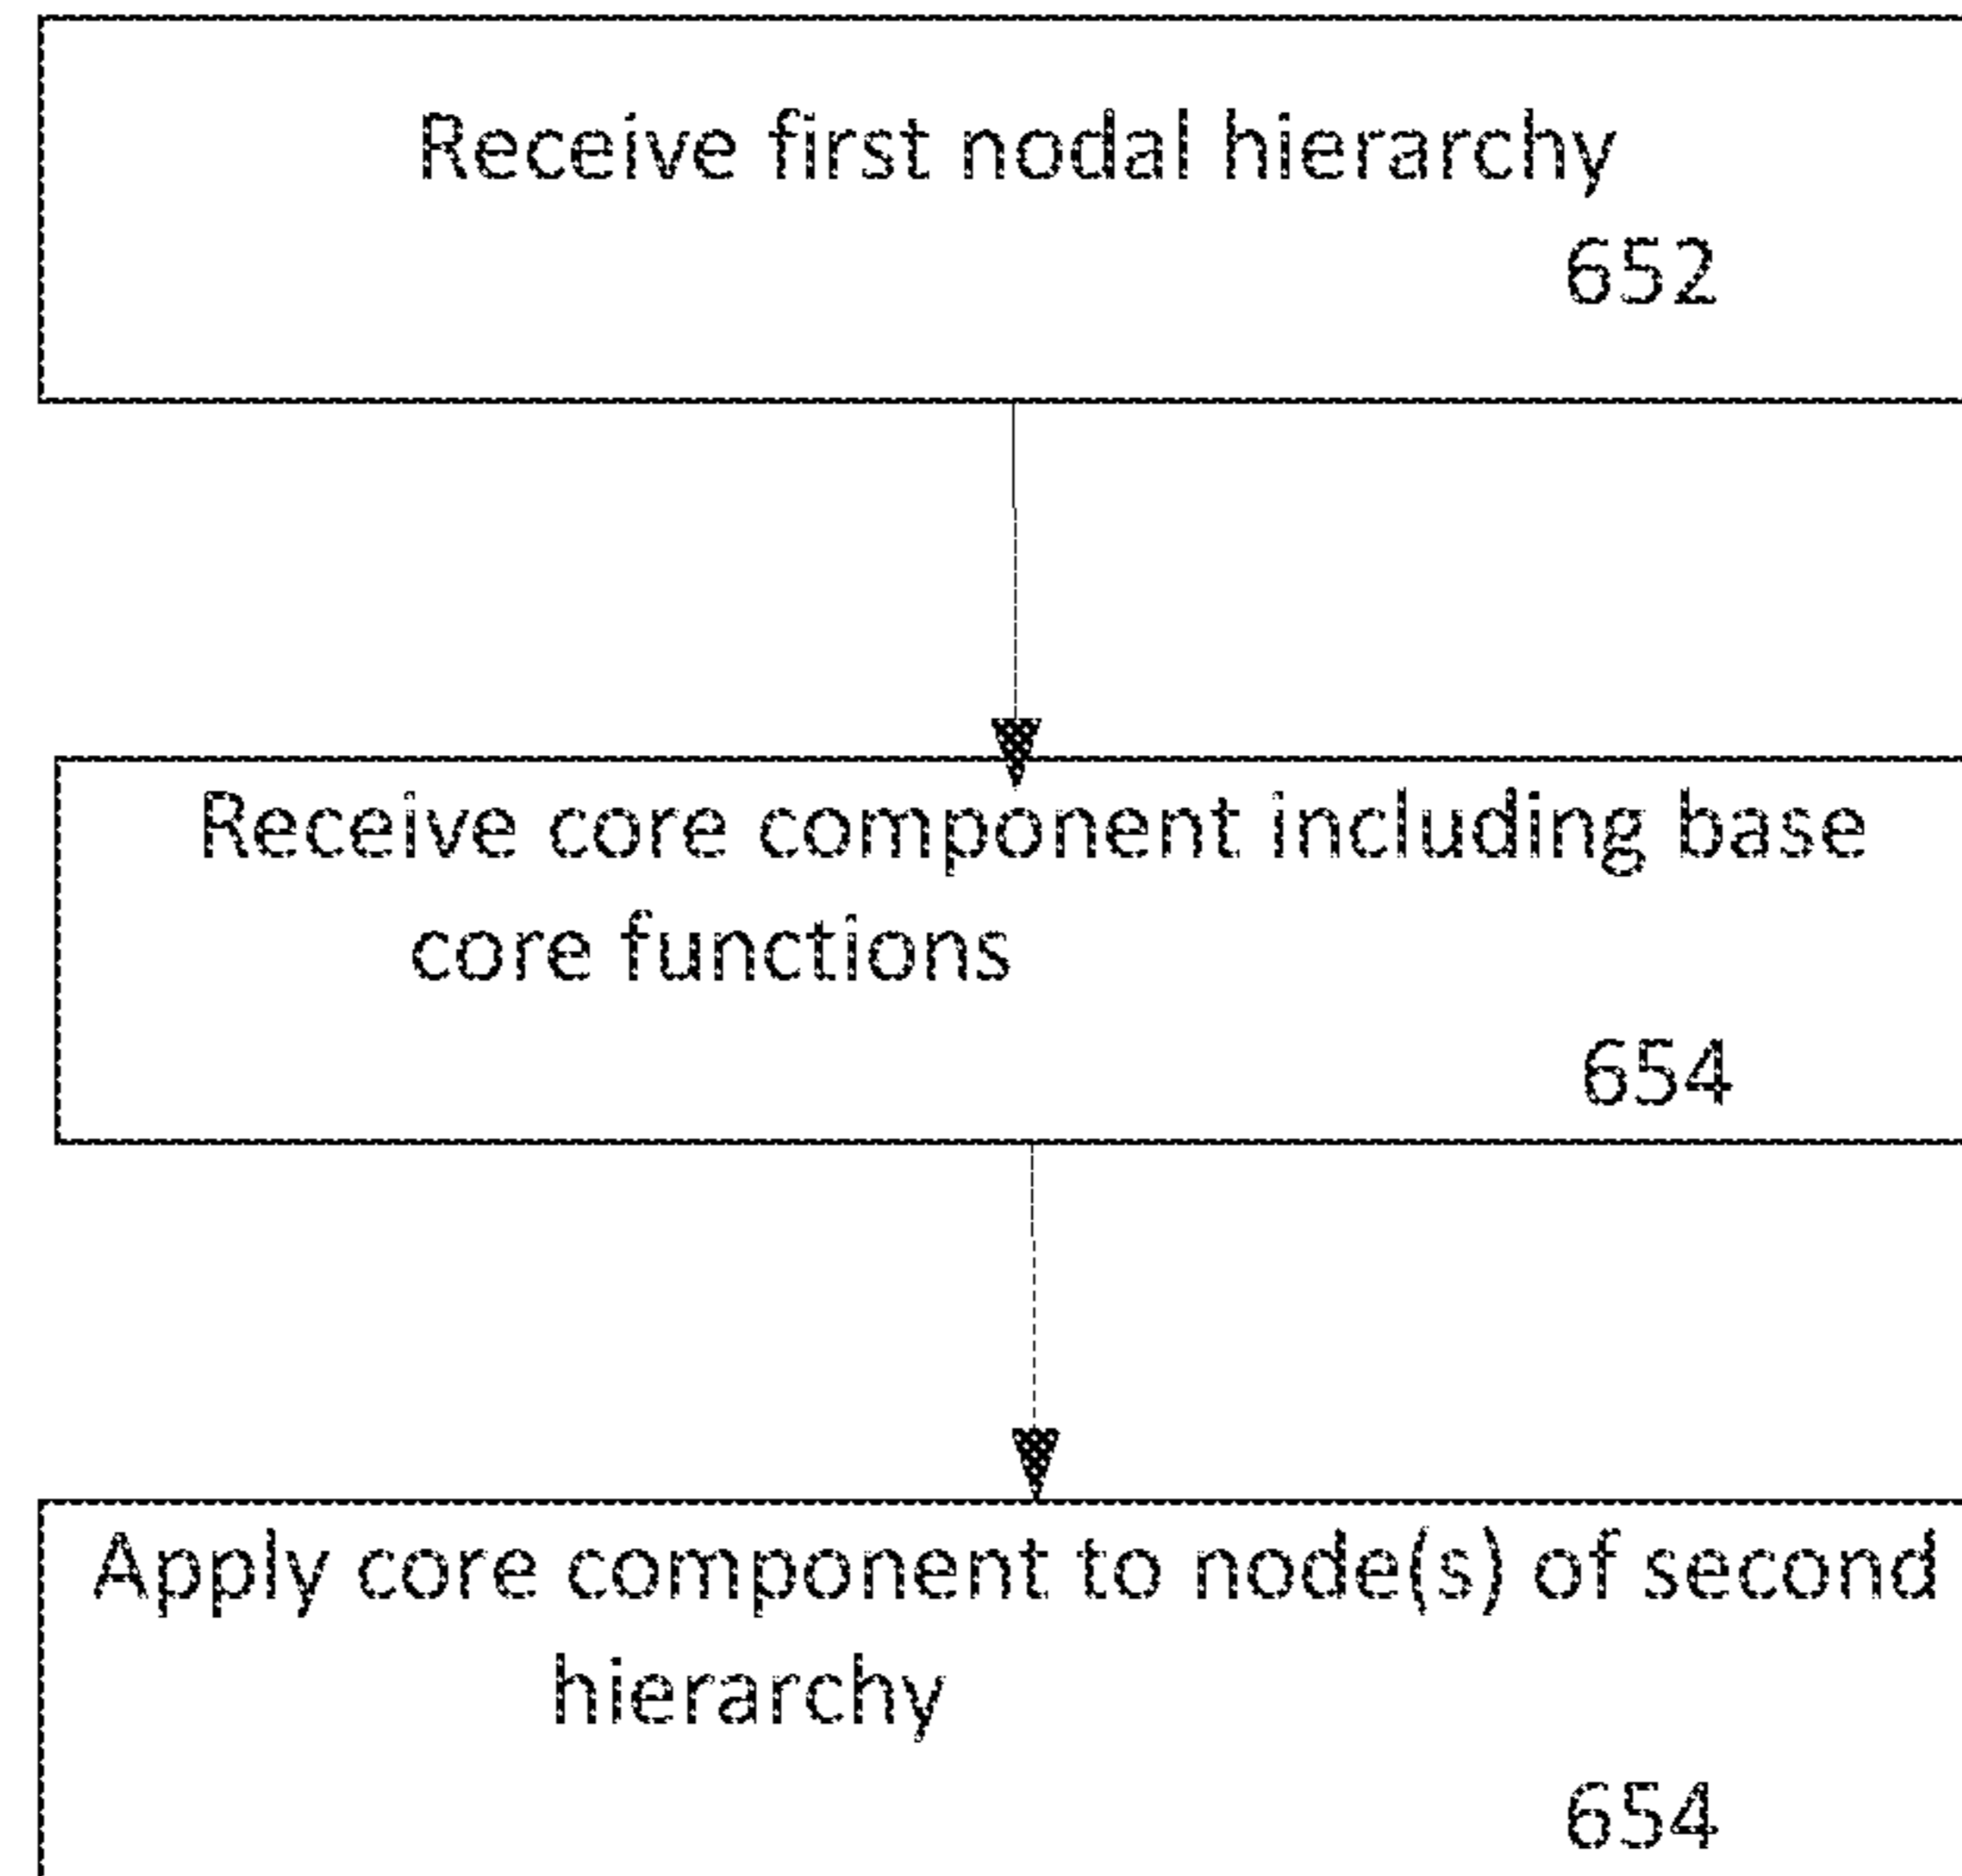 Receive first nodal hierarchy
652
Receive core component including base
core functions
654
Apply core component to node(s) of second
hierarchy
654